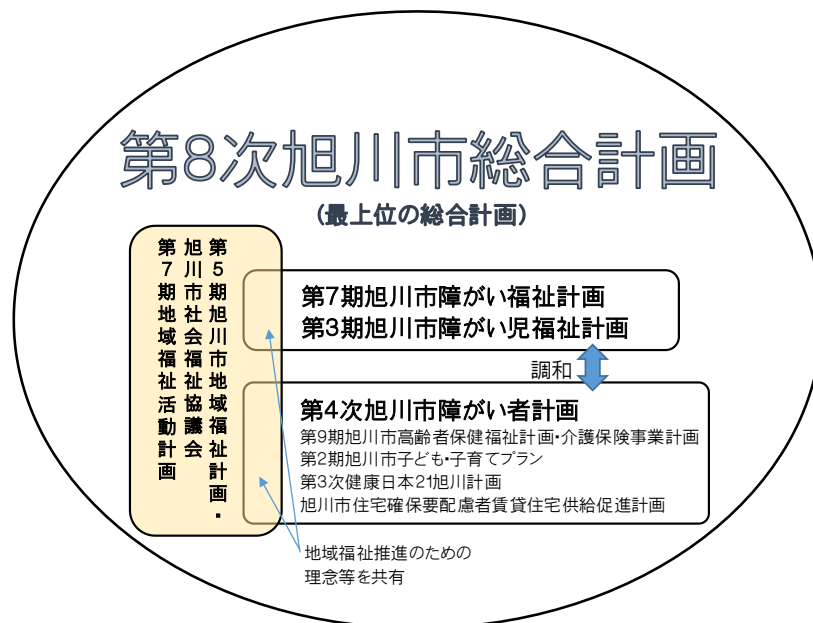 第8次旭川市総合計画
(最上位の総合計画)
第5期旭川市地域福祉計画・
旭川市社会福祉協議会
第7期地域福祉活動計画
第7期旭川市障がい福祉計画
第3期旭川市障がい児福祉計画
調和
第4次旭川市障がい者計画
第9期旭川市高齢者保健福祉計画・介護保険事業計画
第2期旭川市子ども・子育てプラン
第3次健康日本21旭川計画
旭川市住宅確保要配慮者賃貸住宅供給促進計画
地域福祉推進のための
理念等を共有